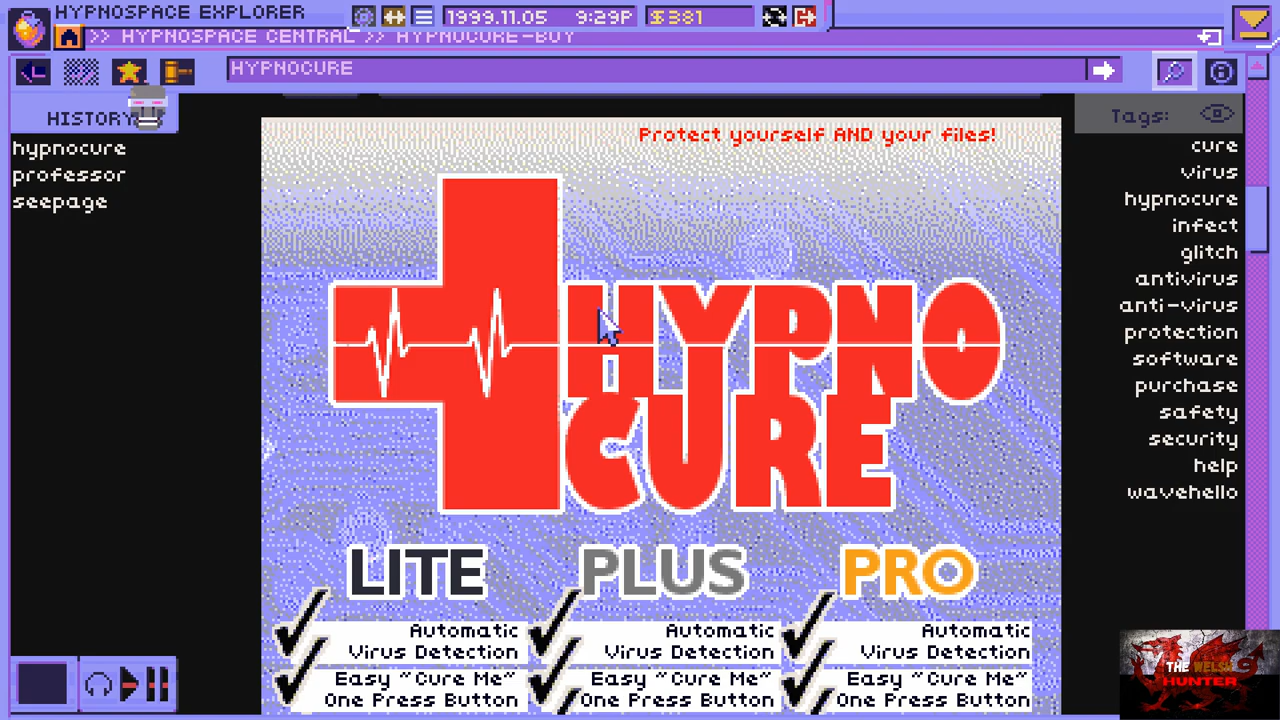 HYPNOSPACE EXPLORER
1999.11.05 9:29P
381
>> HYPNOSPACE CENTRAL >> HYPNOCURE-BUY
HYPNOCURE
HISTORY
hypnocure
professor
seepage
Tags:
cure
virus
hypnocure
infect
glitch
antivirus
anti-virus
protection
software
purchase
safety
security
help
wavehello
Protect yourself AND your files!
HYPNO
CURE
LITE PLUS PRO
Automatic
Virus Detection
Easy "Cure Me"
One Press Button
Automatic
Virus Detection
Easy "Cure Me"
One Press Button
Automatic
Virus Detection
Easy "Cure Me"
One Press Button
THE WELSH
HUNTER